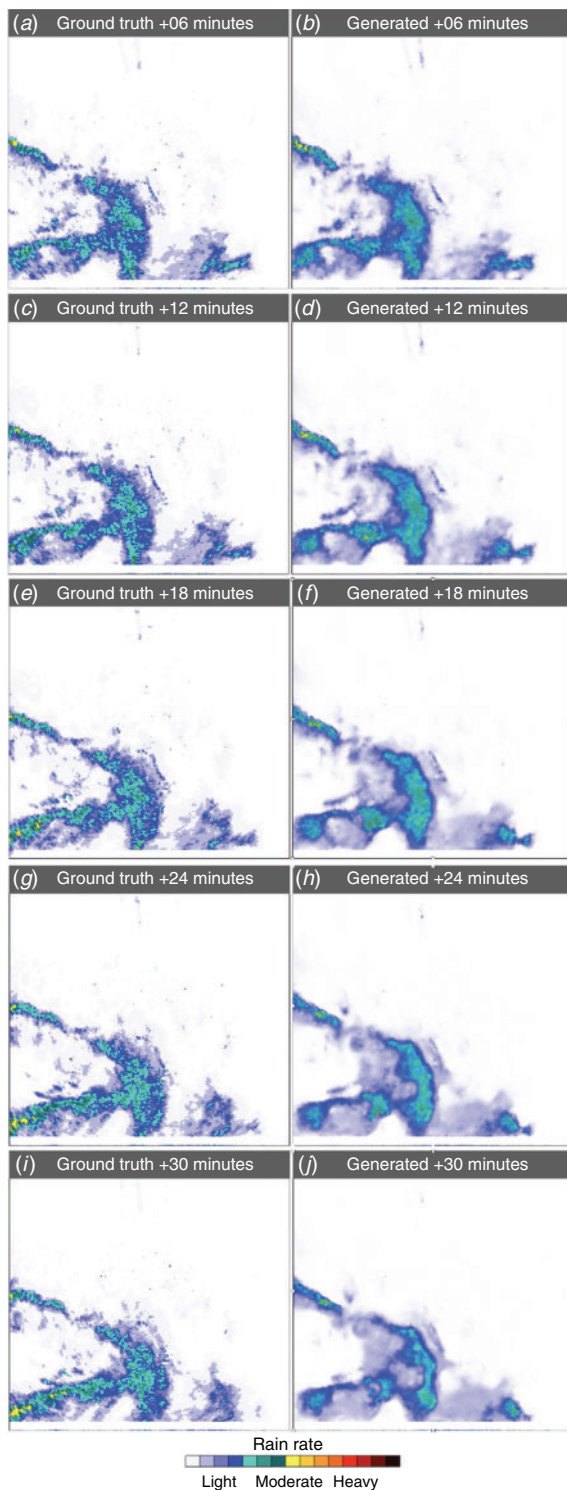 (a) Ground truth +06 minutes
(b) Generated +06 minutes
(c) Ground truth +12 minutes
(d) Generated +12 minutes
(e) Ground truth +18 minutes
(f) Generated +18 minutes
(g) Ground truth +24 minutes
(h) Generated +24 minutes
(i) Ground truth +30 minutes
(j) Generated +30 minutes
Rain rate
Light Moderate Heavy